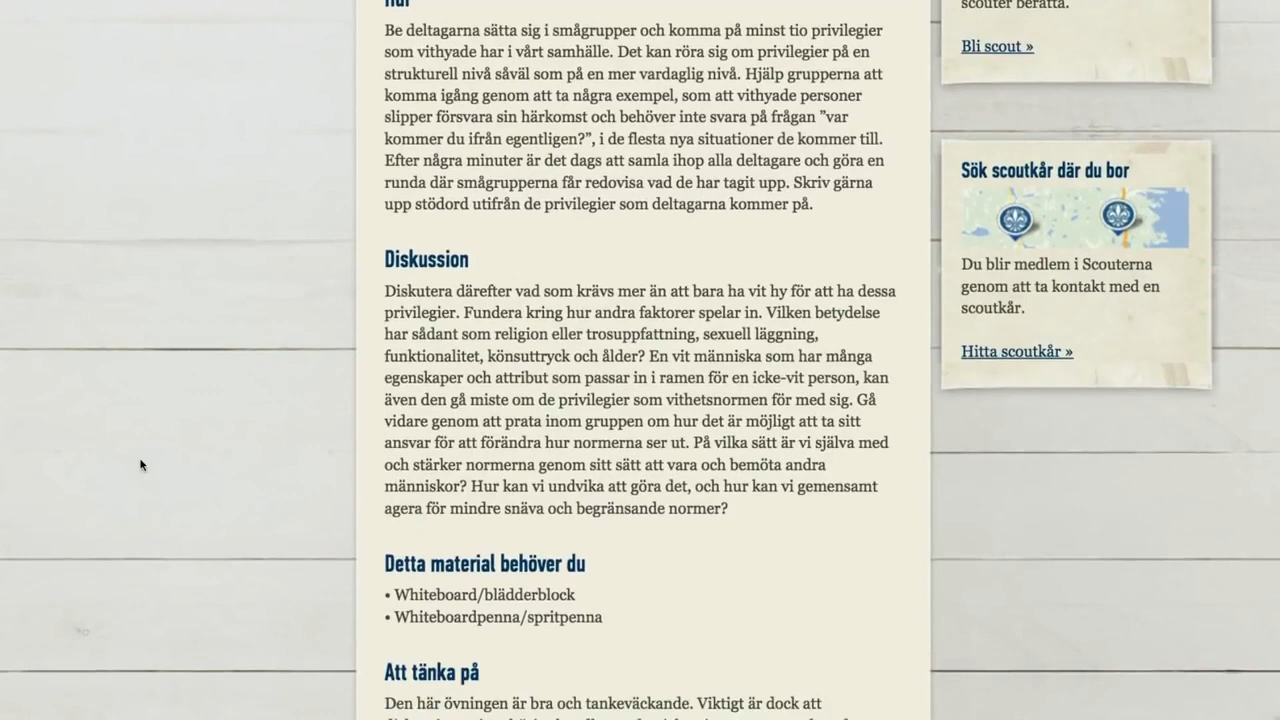 Hur
Be deltagarna sätta sig i smågrupper och komma på minst tio privilegier
som vithyade har i vårt samhälle. Det kan röra sig om privilegier på en
strukturell nivå såväl som på en mer vardaglig nivå. Hjälp grupperna att
komma igång genom att ta några exempel, som att vithyade personer
slipper försvara sin härkomst och behöver inte svara på frågan ”var
kommer du ifrån egentligen?”, i de flesta nya situationer de kommer till.
Efter några minuter är det dags att samla ihop alla deltagare och göra en
runda där smågrupperna får redovisa vad de har tagit upp. Skriv gärna
upp stödord utifrån de privilegier som deltagarna kommer på.
Diskussion
Diskutera därefter vad som krävs mer än att bara ha vit hy för att ha dessa
privilegier. Fundera kring hur andra faktorer spelar in. Vilken betydelse
har sådant som religion eller trosuppfattning, sexuell läggning,
funktionalitet, könsuttryck och ålder? En vit människa som har många
egenskaper och attribut som passar in i ramen för en icke-vit person, kan
även den gå miste om de privilegier som vithetsnormen för med sig. Gå
vidare genom att prata inom gruppen om hur det är möjligt att ta sitt
ansvar för att förändra hur normerna ser ut. På vilka sätt är vi själva med
och stärker normerna genom sitt sätt att vara och bemöta andra
människor? Hur kan vi undvika att göra det, och hur kan vi gemensamt
agera för mindre snäva och begränsande normer?
Detta material behöver du
• Whiteboard/blädderblock
• Whiteboardpenna/spritpenna
Att tänka på
Den här övningen är bra och tankeväckande. Viktigt är dock att
scouter berätta.
Bli scout »
Sök scoutkår där du bor
Du blir medlem i Scouterna
genom att ta kontakt med en
scoutkår.
Hitta scoutkår »